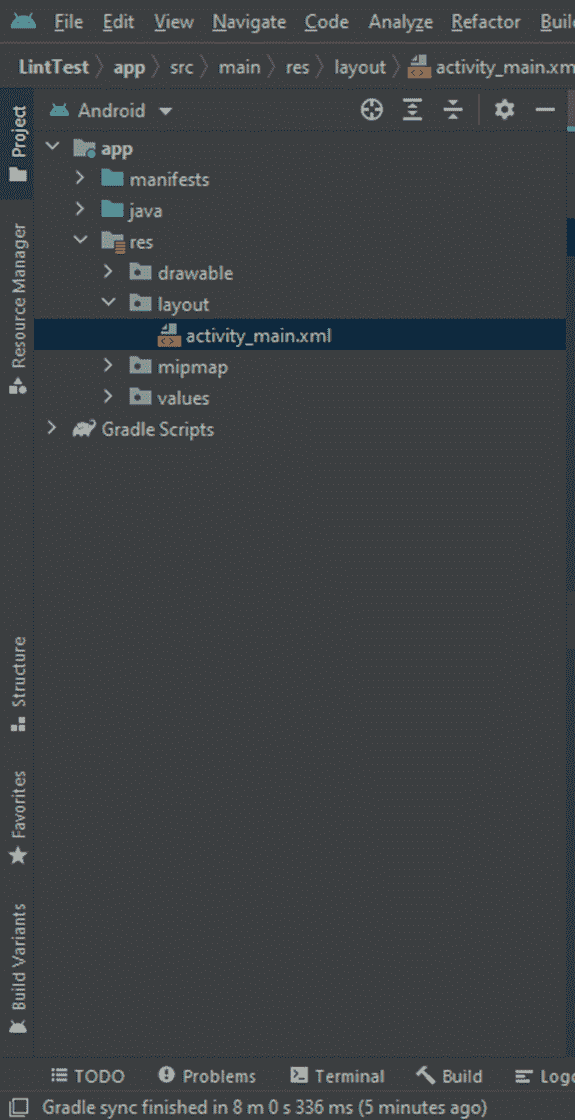 File Edit View Navigate Code Analyze Refactor
LintTest app src main res layout activity_main.xm
Android
app
manifests
java
res
drawable
layout
activity_main.xml
mipmap
values
Gradle Scripts
Project
Resource Manager
Structure
Favorites
Build Variants
TODO Problems Terminal Build
Gradle sync finished in 8 m 0 s 336 ms (5 minutes ago)